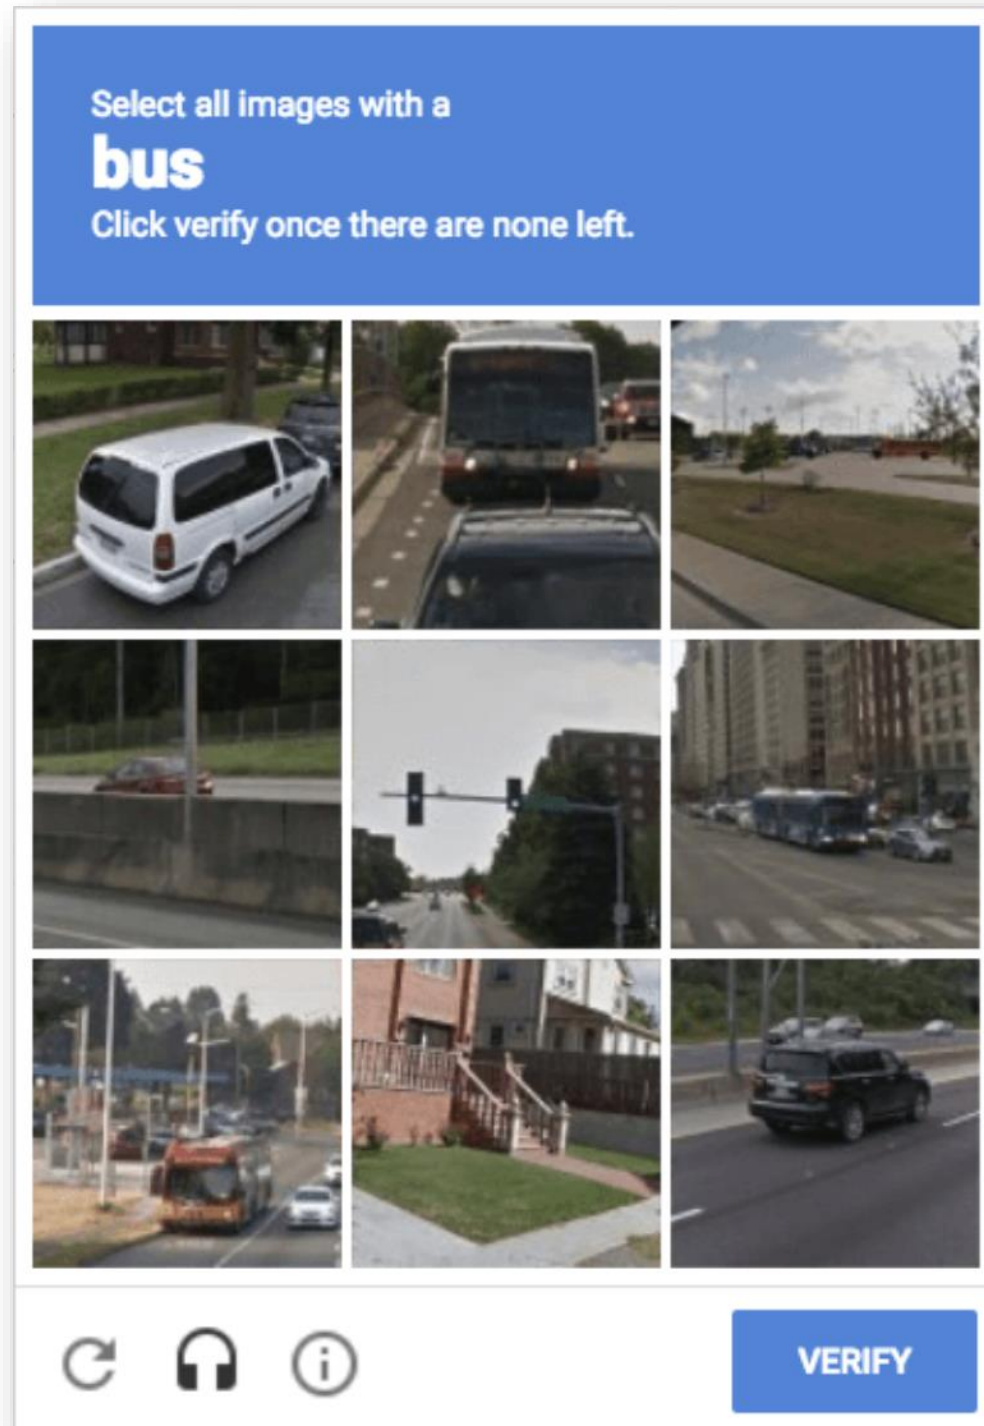 Select all images with a
bus
Click verify once there are none left.
VERIFY